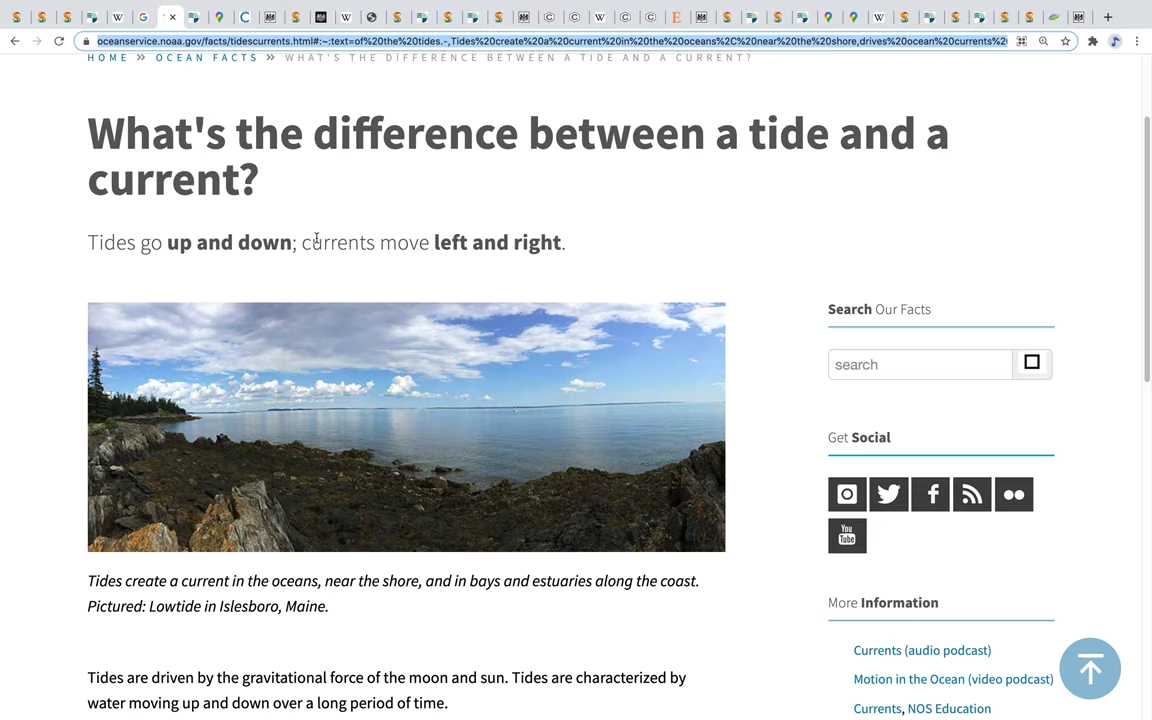 oceanservice.noaa.gov/facts/tidescurrents.html#:~:text=of%20the%20tides.-,Tides%20create%20a%20current%20in%20the%20oceans%2C%20near%20the%20shore,drives%20ocean%20currents%2
HOME » OCEAN FACTS » WHAT'S THE DIFFERENCE BETWEEN A TIDE AND A CURRENT?
What's the difference between a tide and a
current?
Tides go up and down; currents move left and right.
Search Our Facts
search
Get Social
You
Tube
Tides create a current in the oceans, near the shore, and in bays and estuaries along the coast.
Pictured: Lowtide in Islesboro, Maine.
More Information
Currents (audio podcast)
Motion in the Ocean (video podcast)
Currents, NOS Education
Tides are driven by the gravitational force of the moon and sun. Tides are characterized by
water moving up and down over a long period of time.